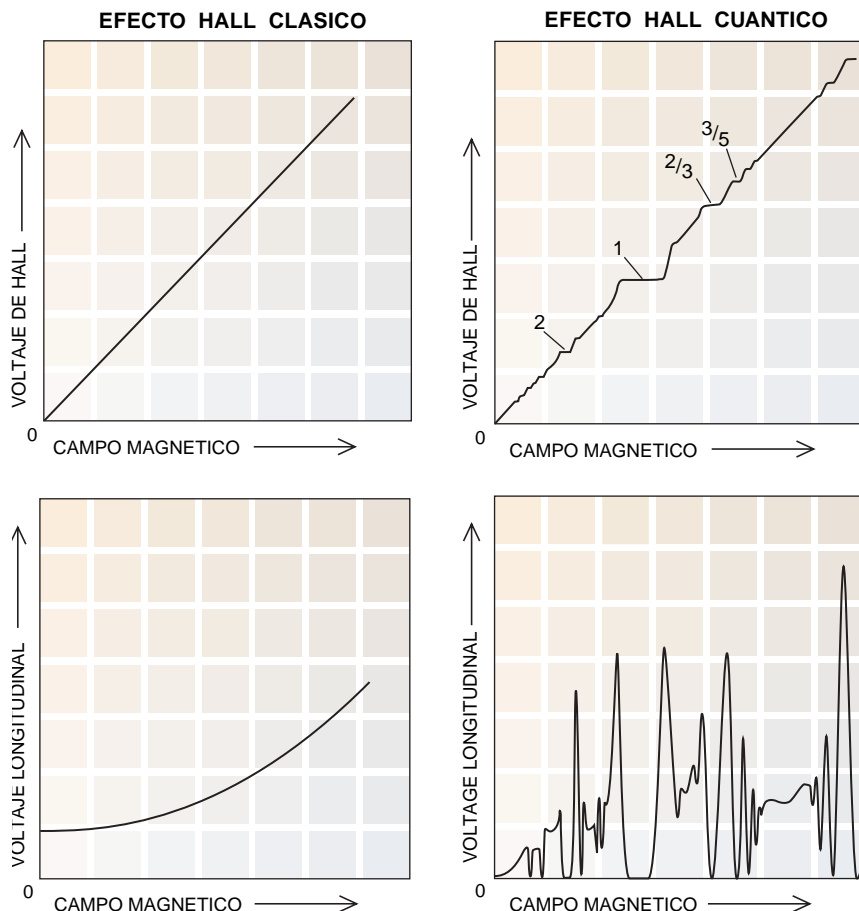 EFECTO HALL CLASICO
VOLTAJE DE HALL
0
CAMPO MAGNETICO
EFECTO HALL CUANTICO
3/5
2/3
1
2
VOLTAJE DE HALL
0
CAMPO MAGNETICO
VOLTAJE LONGITUDINAL
0
CAMPO MAGNETICO
VOLTAGE LONGITUDINAL
0
CAMPO MAGNETICO